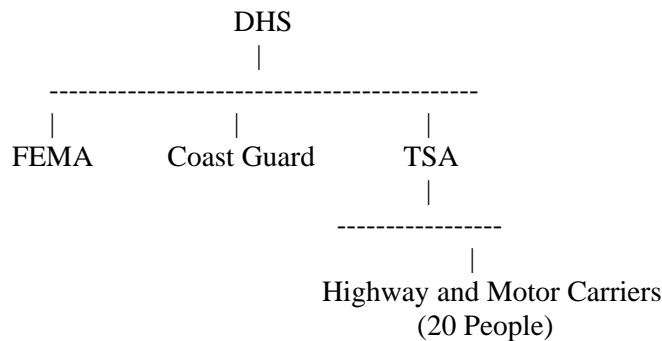 DHS
FEMA Coast Guard TSA
Highway and Motor Carriers
(20 People)